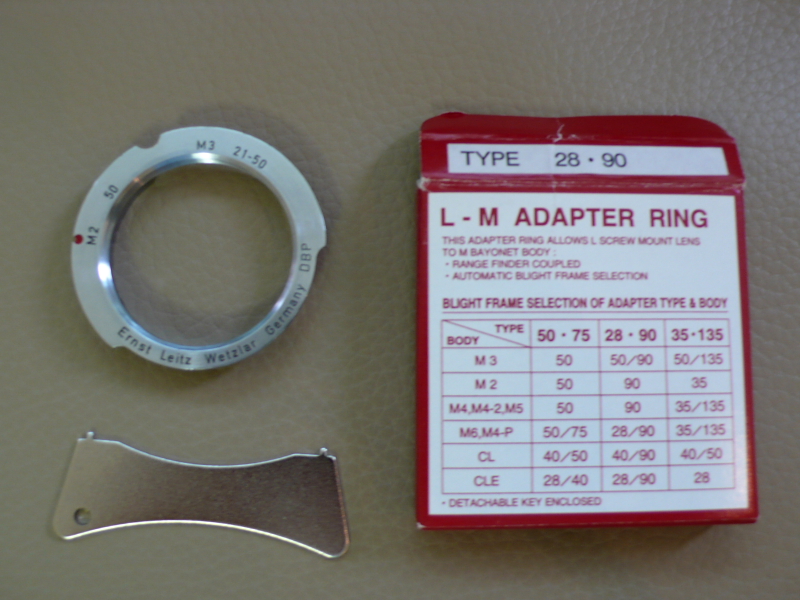 M3 21-50
M2 50
Ernst Leitz Wetzlar Germany DBP
TYPE 28・90
L-M ADAPTER RING
THIS ADAPTER RING ALLOWS L SCREW MOUNT LENS
TO M BAYONET BODY :
・RANGE FINDER COUPLED
・AUTOMATIC BLIGHT FRAME SELECTION
BLIGHT FRAME SELECTION OF ADAPTER TYPE & BODY
BODY TYPE 50・75 28・90 35・135
M3 50 50/90 50/135
M2 50 90 35
M4,M4-2,M5 50 90 35/135
M6,M4-P 50/75 28/90 35/135
CL 40/50 40/90 40/50
CLE 28/40 28/90 28
・DETACHABLE KEY ENCLOSED